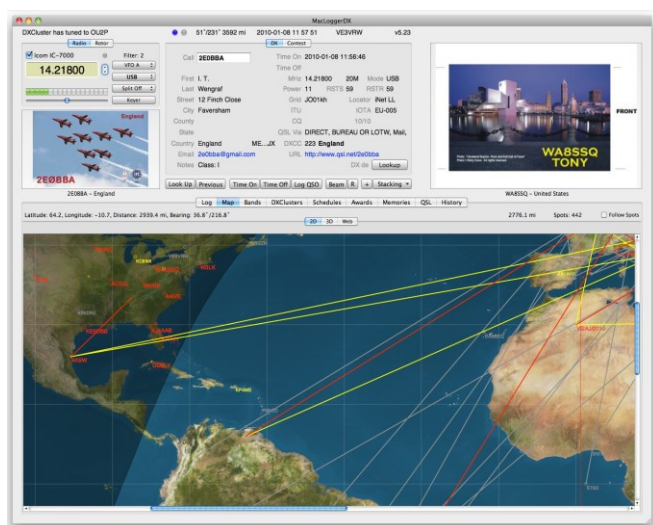 MacLoggerDX
DXCluster has tuned to OU2P
51°/231° 3592 mi 2010-01-08 11 57 51 VE3VRW v5.23
Radio Rotor
DX Contest
Icom IC-7000 Filter: 2
14.21800 VFO A
USB
Split Off
Keyer
England
2E0BBA
2E0BBA – England
Call 2E0BBA Time On 2010-01-08 11:56:46
Time Off
First I. T. MHz 14.21800 20M Mode USB
Last Wengraf Power 11 RSTS 59 RSTR 59
Street 12 Finch Close Grid JO01kh Locator iNet LL
City Faversham ITU IOTA EU-005
County CQ 10/10
State QSL Via DIRECT, BUREAU OR LOTW, Mail,
Country England ME...JX DXCC 223 England
Email 2e0bba@gmail.com URL http://www.qsl.net/2e0bba
Notes Class: I DX de Lookup
Look Up Previous Time On Time Off Log QSO Beam R + Stacking
FRONT
WA8SSQ
TONY
WA8SSQ – United States
Log Map Bands DXClusters Schedules Awards Memories QSL History
Latitude: 64.2, Longitude: -10.7, Distance: 2939.4 mi, Bearing: 36.8°/216.8° 2776.1 mi Spots: 442 Follow Spots
2D 3D Web